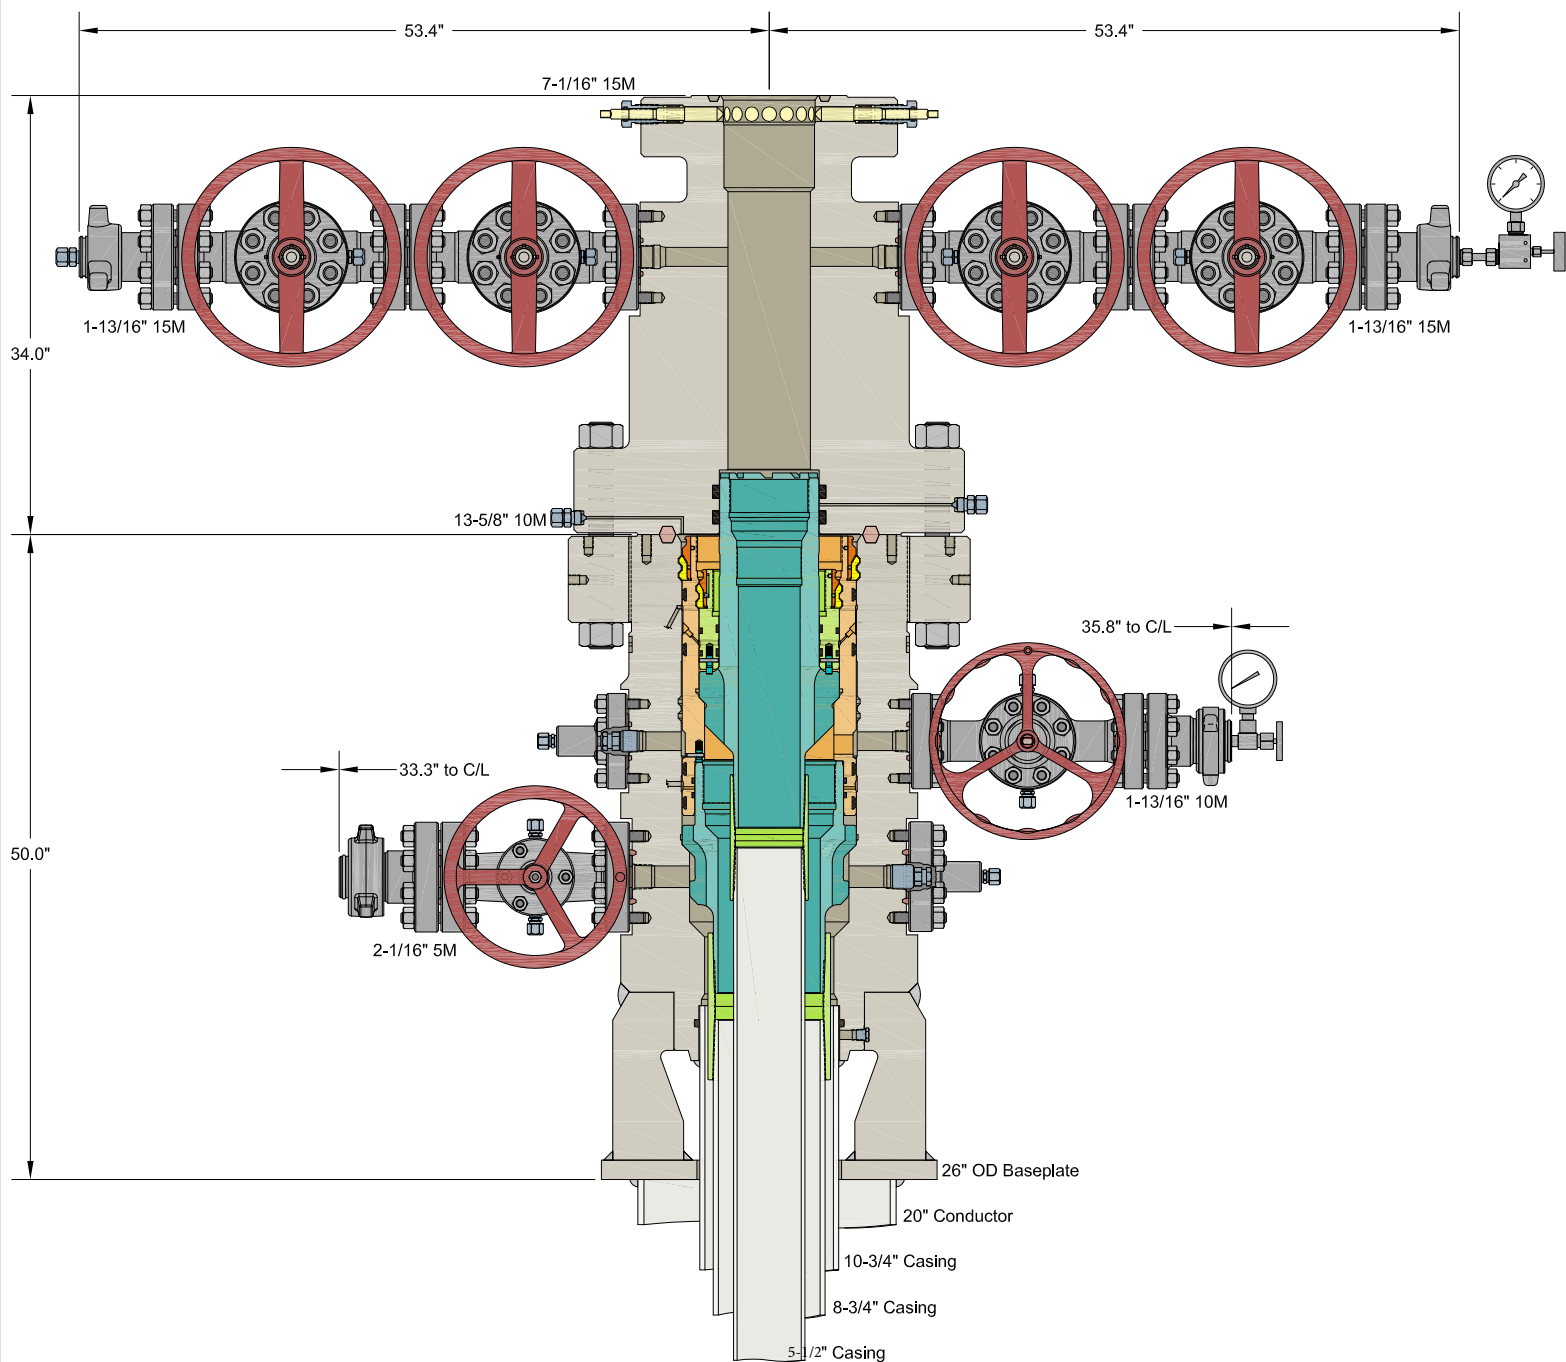 53.4"
53.4"
7-1/16" 15M
1-13/16" 15M
1-13/16" 15M
34.0"
13-5/8" 10M
35.8" to C/L
33.3" to C/L
1-13/16" 10M
50.0"
2-1/16" 5M
26" OD Baseplate
20" Conductor
10-3/4" Casing
8-3/4" Casing
5-1/2" Casing